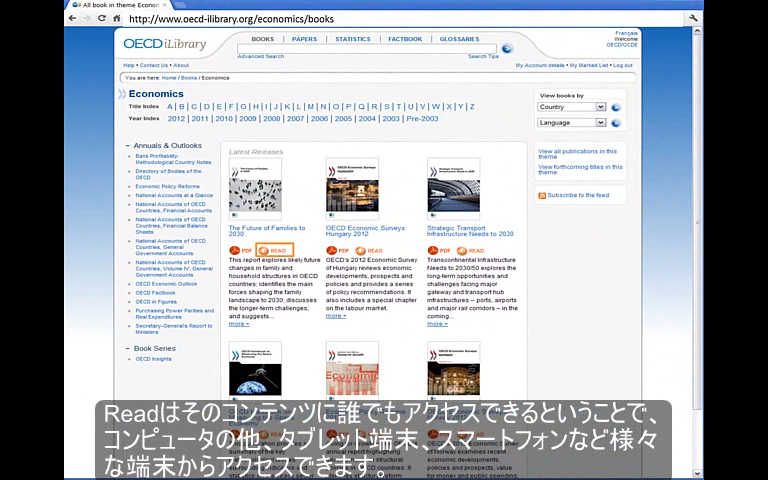 All book in theme Econom
http://www.oecd-ilibrary.org/economics/books
OECD iLibrary
BOOKS | PAPERS | STATISTICS | FACTBOOK | GLOSSARIES
Advanced Search
Search Tips
Français
Welcome
OECD/OCDE
Help • Contact Us • About
My Account details • My Marked List • Log out
You are here: Home / Books / Economics
Economics
Title Index A | B | C | D | E | F | G | H | I | J | K | L | M | N | O | P | Q | R | S | T | U | V | W | X | Y | Z
Year Index 2012 | 2011 | 2010 | 2009 | 2008 | 2007 | 2006 | 2005 | 2004 | 2003 | Pre-2003
View books by
Country
Language
View all publications in this
theme
View forthcoming titles in this
theme
Subscribe to the feed
Annuals & Outlooks
Bank Profitability:
Methodological Country Notes
Directory of Bodies of the
OECD
Economic Policy Reforms
National Accounts at a Glance
National Accounts of OECD
Countries, Financial Accounts
National Accounts of OECD
Countries, Financial Balance
Sheets
National Accounts of OECD
Countries, General
Government Accounts
National Accounts of OECD
Countries, Volume IV, General
Government Accounts
OECD Economic Outlook
OECD Factbook
OECD in Figures
Purchasing Power Parities and
Real Expenditures
Secretary-General's Report to
Ministers
Book Series
OECD Insights
Latest Releases
The Future of Families to
2030
PDF READ
This report explores likely future
changes in family and
household structures in OECD
countries; identifies the main
forces shaping the family
landscape to 2030; discusses
the longer-term challenges;
and suggests...
more +
OECD Economic Surveys:
Hungary 2012
PDF READ
OECD's 2012 Economic Survey
of Hungary reviews economic
developments, prospects and
policies and provides a series
of policy recommendations. It
also includes a special chapter
on the labour market.
more +
Strategic Transport
Infrastructure Needs to 2030
PDF READ
Transcontinental Infrastructure
Needs to 2030/50 explores the
long-term opportunities and
challenges facing major
gateway and transport hub
infrastructures -- ports, airports
and major rail corridors – in the
coming...
more +
Readはそのコンテンツに誰でもアクセスできるということで、
コンピュータの他、タブレット端末、スマートフォンなど様々
な端末からアクセスできます。